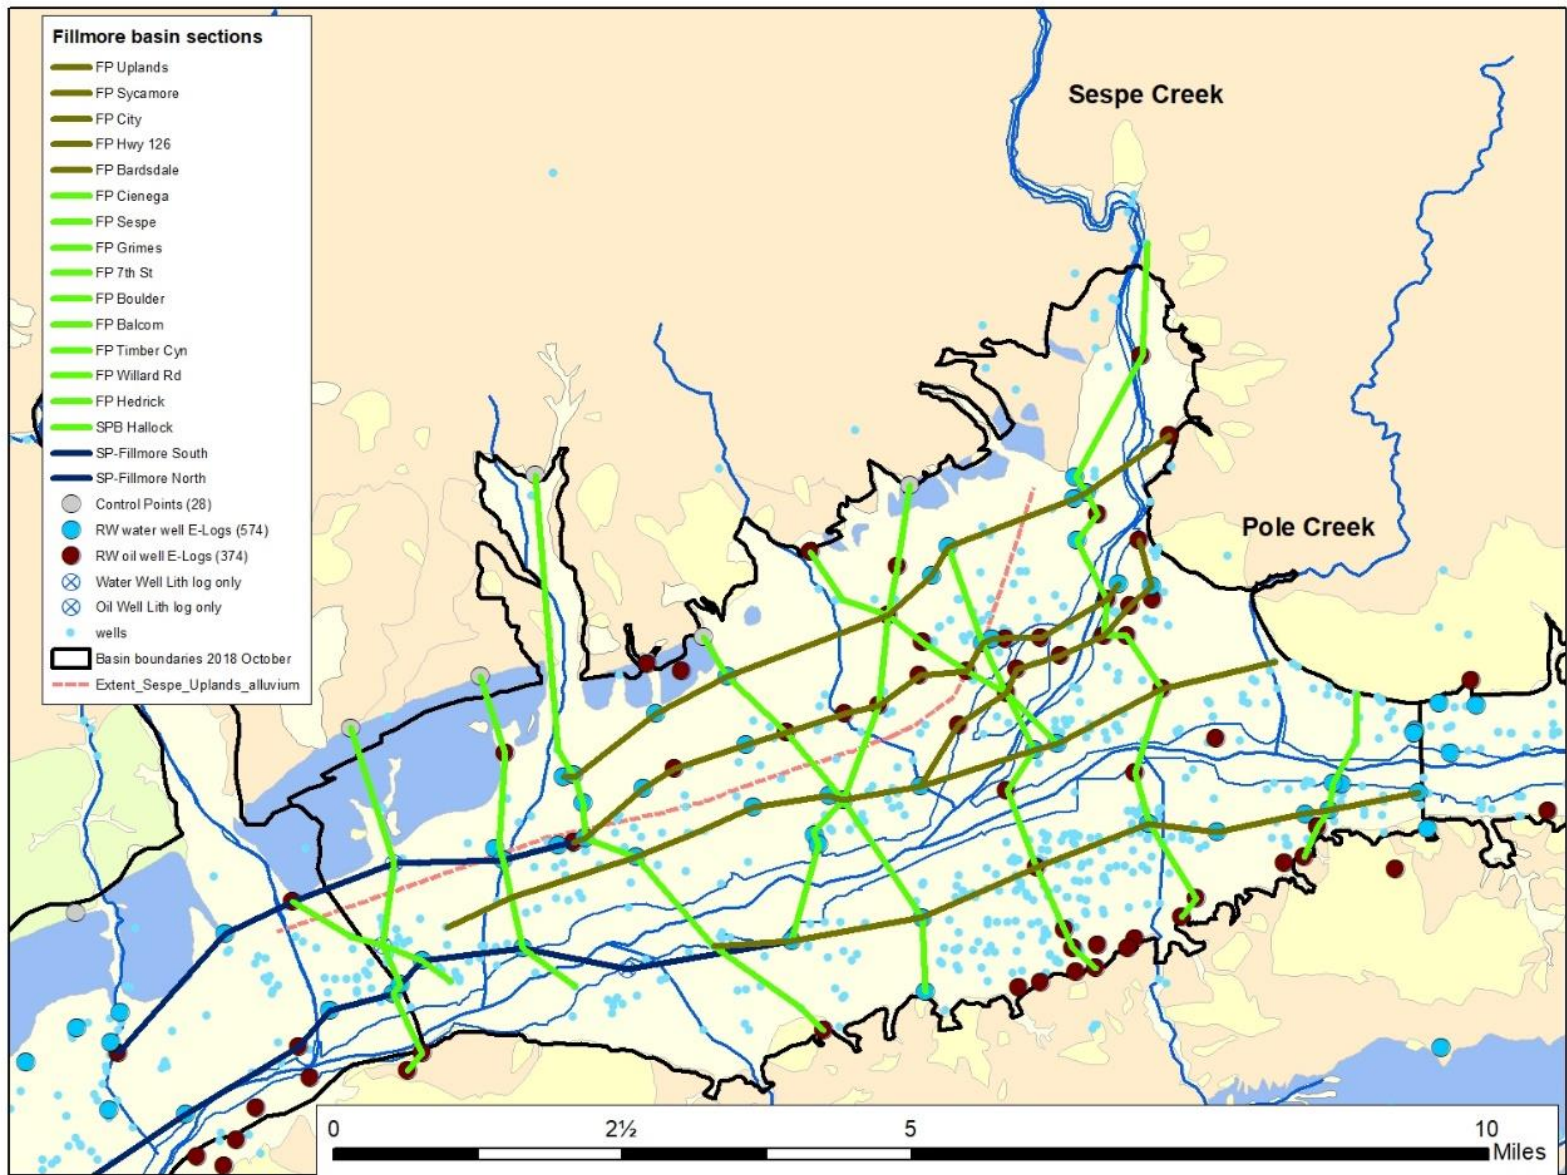 Fillmore basin sections
FP Uplands
FP Sycamore
FP City
FP Hwy 126
FP Bardsdale
FP Cienega
FP Sespe
FP Grimes
FP 7th St
FP Boulder
FP Balcom
FP Timber Cyn
FP Willard Rd
FP Hedrick
SPB Hallock
SP-Fillmore South
SP-Fillmore North
Control Points (28)
RW water well E-Logs (574)
RW oil well E-Logs (374)
Water Well Lith log only
Oil Well Lith log only
wells
Basin boundaries 2018 October
Extent_Sespe_Uplands_alluvium
Sespe Creek
Pole Creek
0 2½ 5 10
Miles